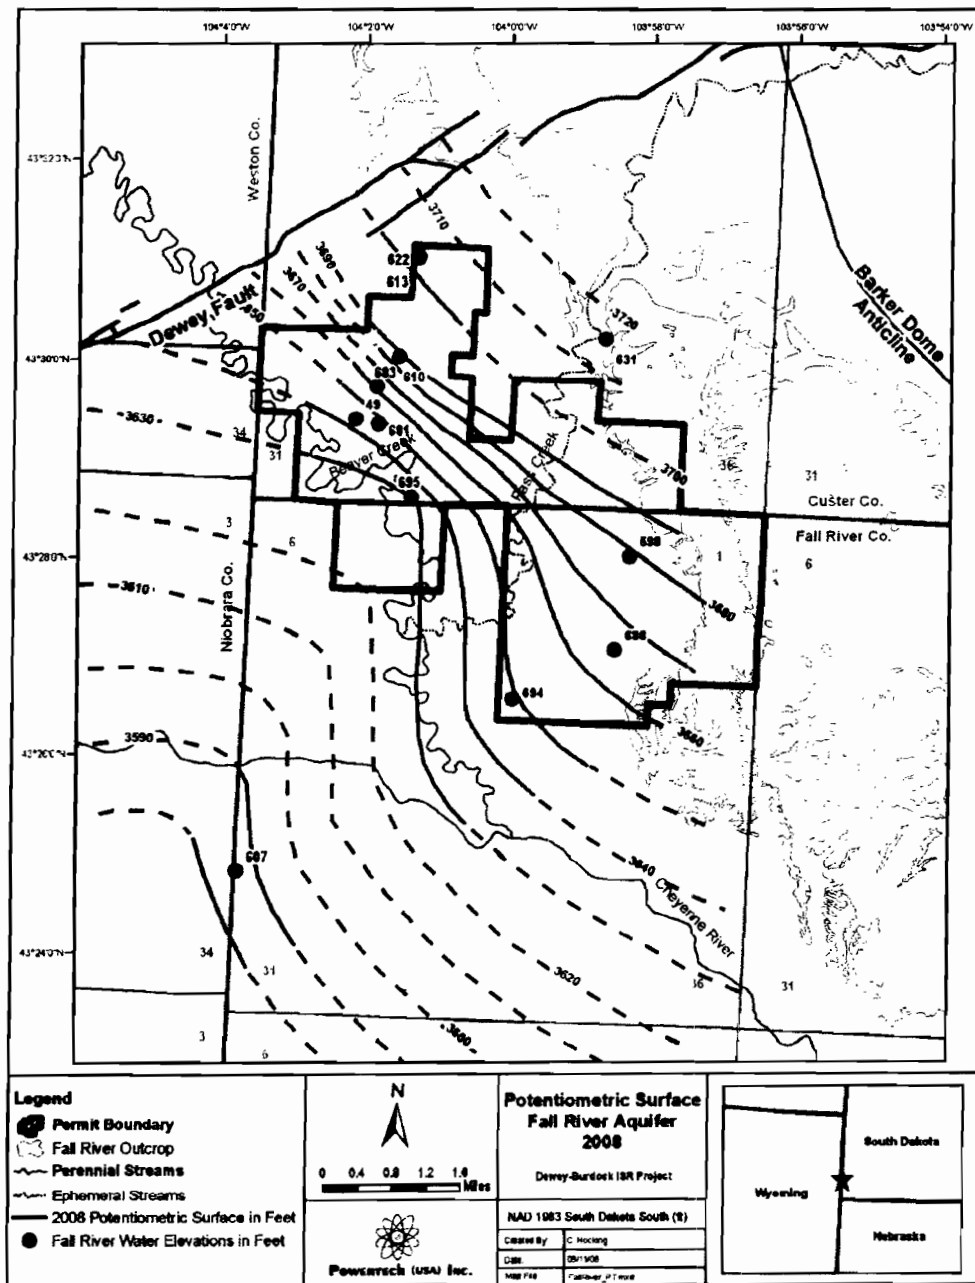 104°4'0"W 104°2'0"W 104°0'0"W 103°58'0"W 103°56'0"W 103°54'0"W
43°32'0"N
43°30'0"N
43°28'0"N
43°26'0"N
43°24'0"N
Weston Co.
3710
622
613
3690
3670
Dewey Fault
3720
631
Barker Dome
Anticline
683
610
49
681
3630
34
31
Beaver Creek
Pass Creek
695
3700
36
31
Custer Co.
Fall River Co.
3
6
1
6
698
3610
Niobrara Co.
3680
696
694
3590
3660
687
3640
Cheyenne River
34
31
3620
36
31
3
6
3600
Legend
Permit Boundary
Fall River Outcrop
Perennial Streams
Ephemeral Streams
2008 Potentiometric Surface in Feet
Fall River Water Elevations in Feet
N
0 0.4 0.8 1.2 1.6
Miles
Powertech (USA) Inc.
Potentiometric Surface
Fall River Aquifer
2008
Dewey-Burdock ISR Project
NAD 1983 South Dakota South (ft)
Created By C Hocking
Date
Map File
South Dakota
Wyoming
Nebraska